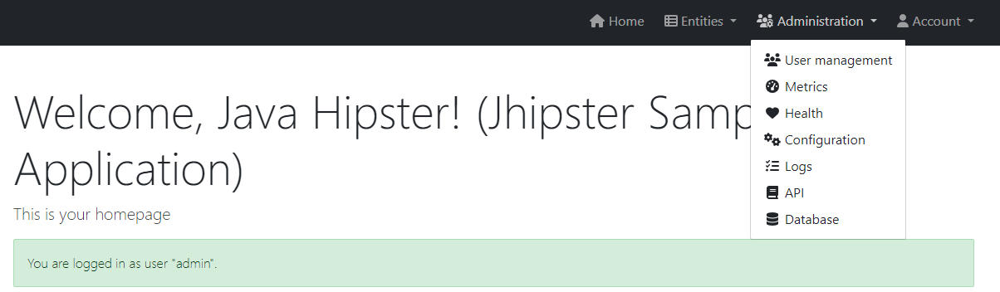 Home Entities Administration Account
User management
Metrics
Health
Configuration
Logs
API
Database
Welcome, Java Hipster! (Jhipster Samp
Application)
This is your homepage
You are logged in as user "admin".